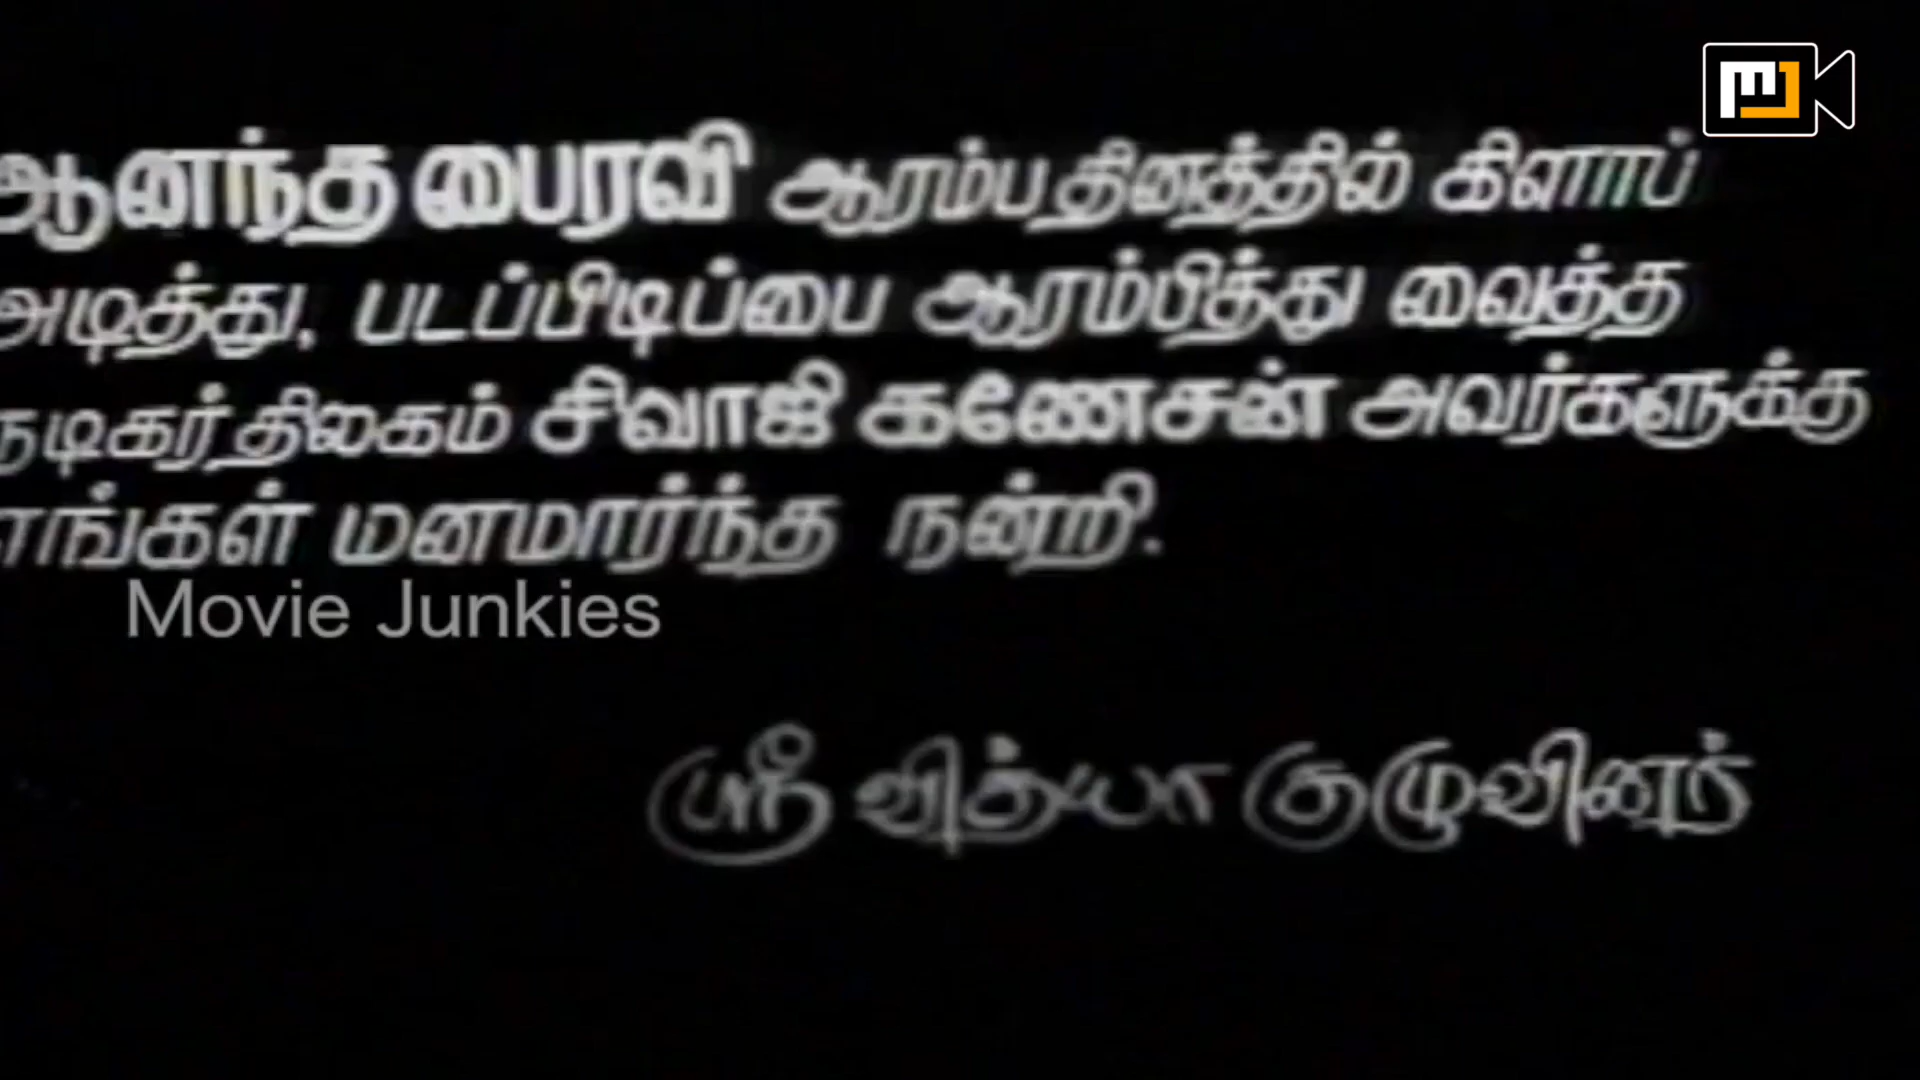 ஆனந்த பைரவி ஆரம்பதினத்தில் கிளாப்
அடித்து, படப்பிடிப்பை ஆரம்பித்து வைத்த
நடிகர்திலகம் சிவாஜி கணேசன் அவர்களுக்கு
எங்கள் மனமார்ந்த நன்றி.
Movie Junkies
ஸ்ரீ வித்யா குழுவினர்